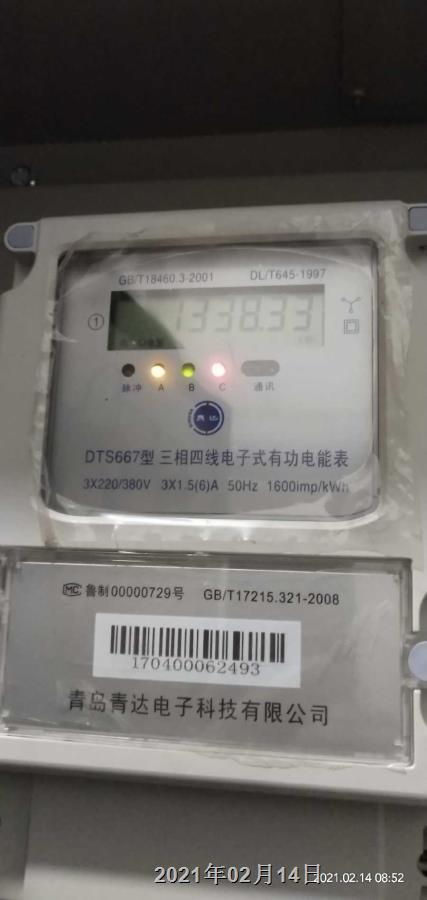 GB/T18460.3-2001 DL/T645-1997
① 1338.33
kWh
脉冲 A B C 通讯
DTS667型 三相四线电子式有功电能表
3X220/380V 3X1.5(6)A 50Hz 1600imp/kWh
MC 鲁制00000729号 GB/T17215.321-2008
170400062493
青岛青达电子科技有限公司
2021年02月14日
2021.02.14 08:52